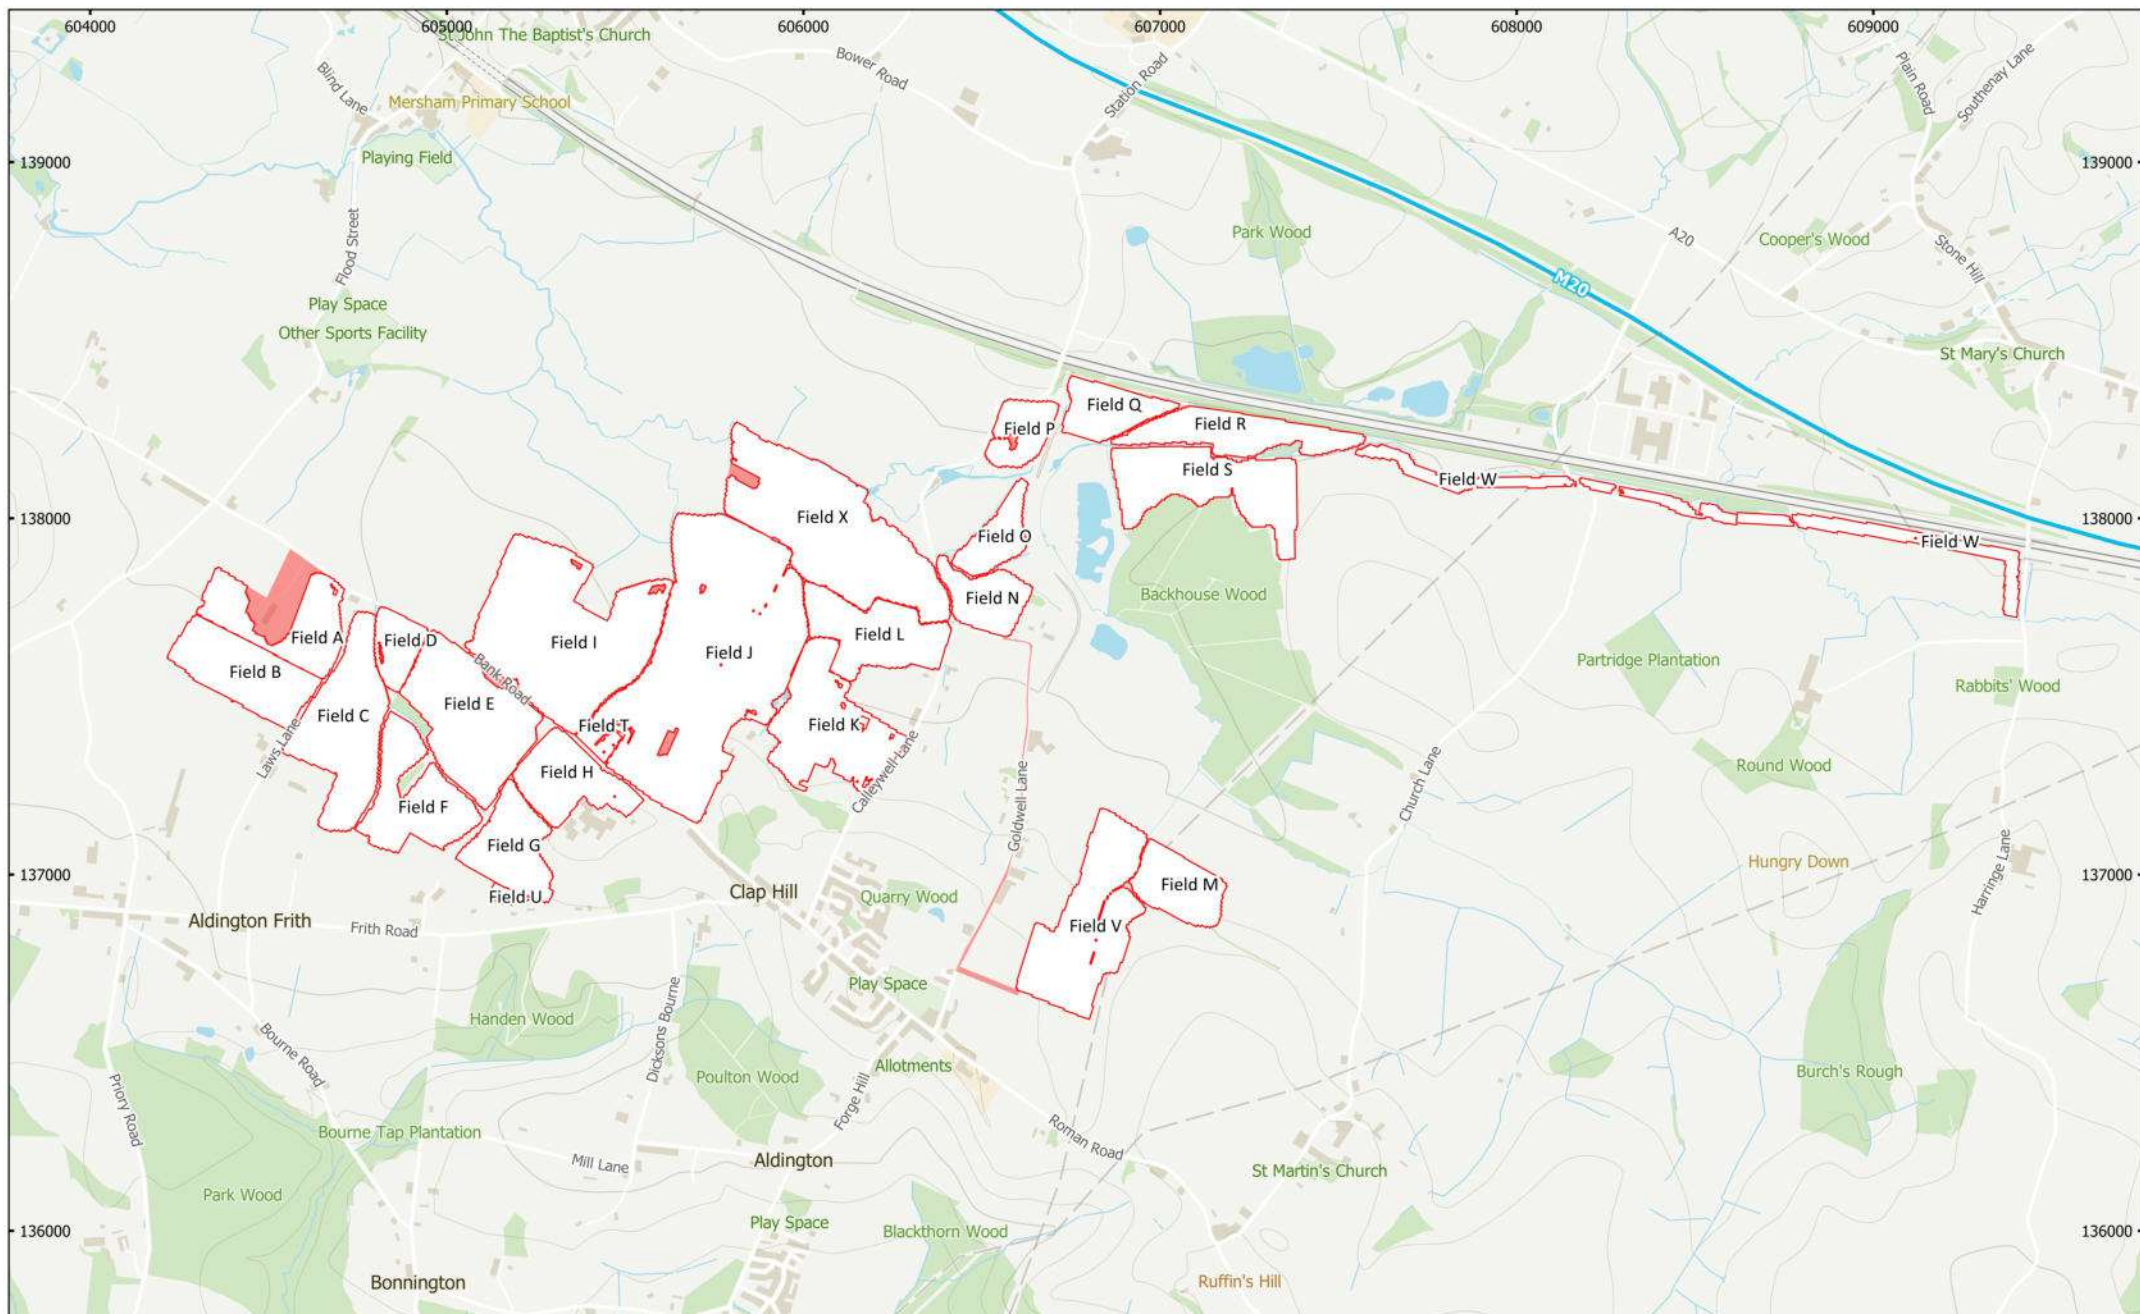 604000
605000
606000
607000
608000
609000
St John The Baptist's Church
Bower Road
Station Road
Plain Road
Southenay Lane
Blind Lane
Mersham Primary School
139000
Playing Field
139000
Flood Street
Park Wood
A20
Cooper's Wood
Stone Hill
M20
Play Space
Other Sports Facility
St Mary's Church
Field Q
Field P
Field R
Field S
Field W
138000
Field X
138000
Field O
Field W
Backhouse Wood
Field N
Field A
Field D
Field I
Field L
Field J
Field B
Bank Road
Partridge Plantation
Rabbits' Wood
Field C
Field E
Field T
Field K
Laws Lane
Field H
Calleywell Lane
Goldwell Lane
Church Lane
Round Wood
Field F
Field G
Hungry Down
Harringe Lane
137000
Clap Hill
Field M
137000
Field U
Quarry Wood
Aldington Frith
Frith Road
Field V
Play Space
Handen Wood
Dicksons Bourne
Bourne Road
Poulton Wood
Allotments
Burch's Rough
Priory Road
Forge Hill
Bourne Tap Plantation
Roman Road
Mill Lane
Aldington
St Martin's Church
Park Wood
Play Space
Blackthorn Wood
136000
136000
Bonnington
Ruffin's Hill